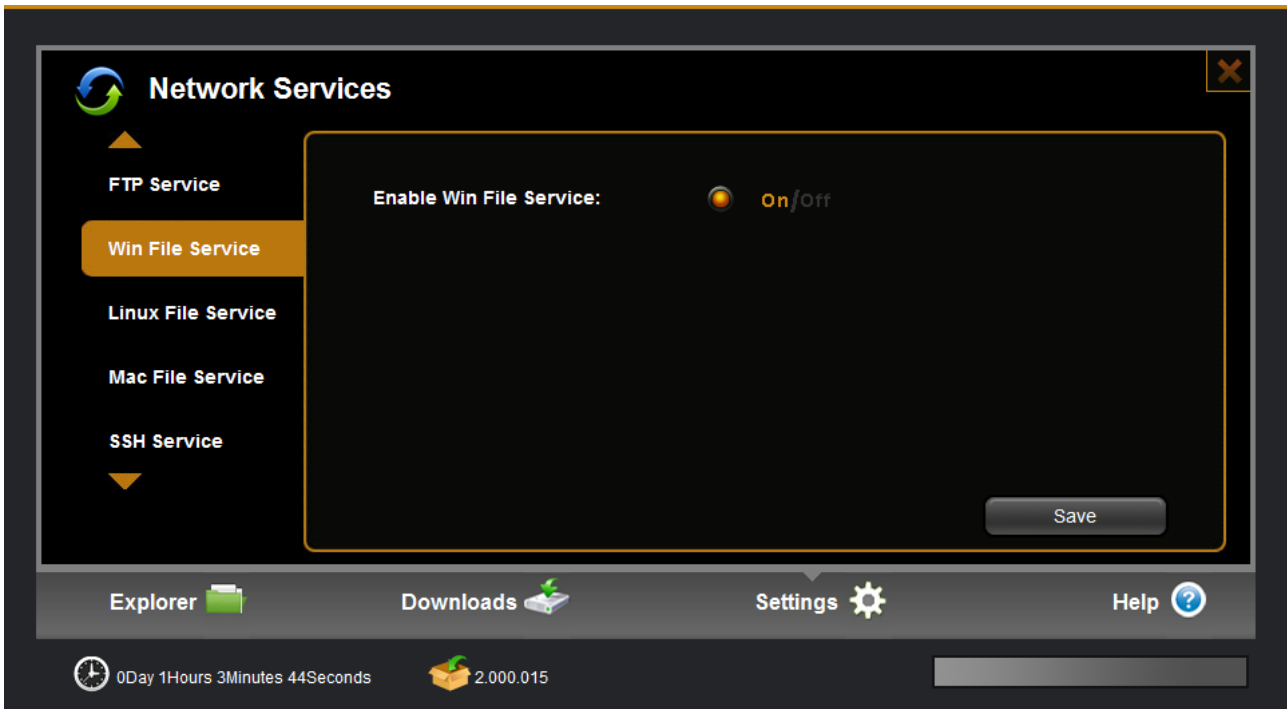 Network Services
FTP Service
Win File Service
Linux File Service
Mac File Service
SSH Service
Enable Win File Service: On/Off
Save
Explorer Downloads Settings Help
0Day 1Hours 3Minutes 44Seconds 2.000.015